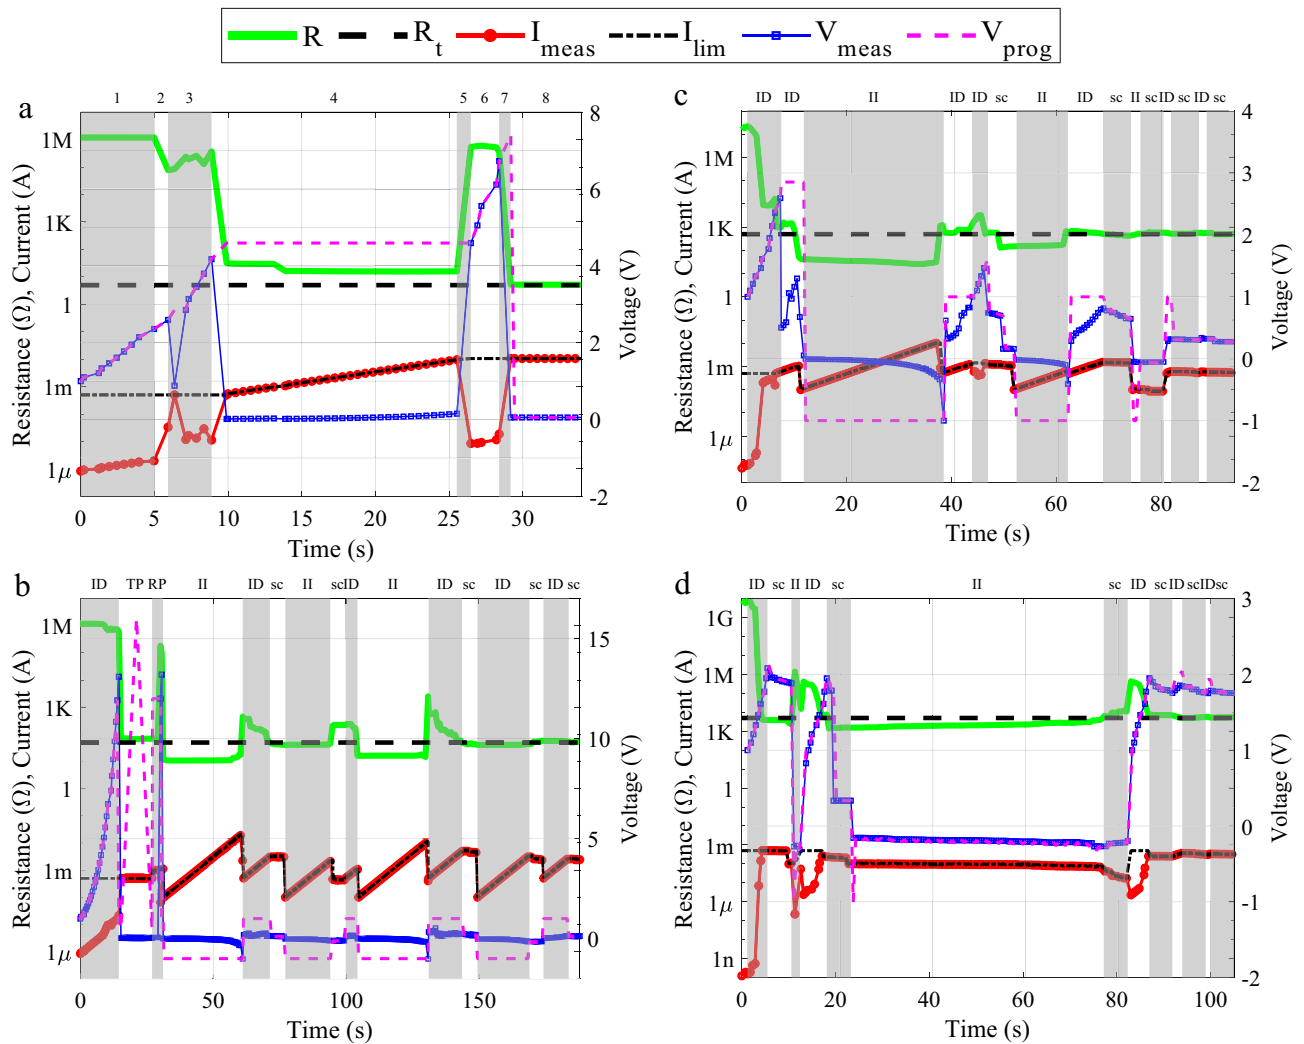 R R_t I_meas I_lim V_meas V_prog
a
1 2 3 4 5 6 7 8
1M
1K
1
1m
1μ
Resistance (Ω), Current (A)
8
6
4
2
0
-2
Voltage (V)
0 5 10 15 20 25 30
Time (s)
c
ID ID II ID ID sc II ID sc II sc ID sc ID sc
1M
1K
1
1m
1μ
Resistance (Ω), Current (A)
4
3
2
1
0
-1
-2
Voltage (V)
0 20 40 60 80
Time (s)
b
ID TP RP II ID sc II sc ID II ID sc ID sc ID sc
1M
1K
1
1m
1μ
Resistance (Ω), Current (A)
15
10
5
0
Voltage (V)
0 50 100 150
Time (s)
d
ID sc II ID sc II sc ID sc ID sc ID sc
1G
1M
1K
1
1m
1μ
1n
Resistance (Ω), Current (A)
3
2
1
0
-1
-2
Voltage (V)
0 20 40 60 80 100
Time (s)